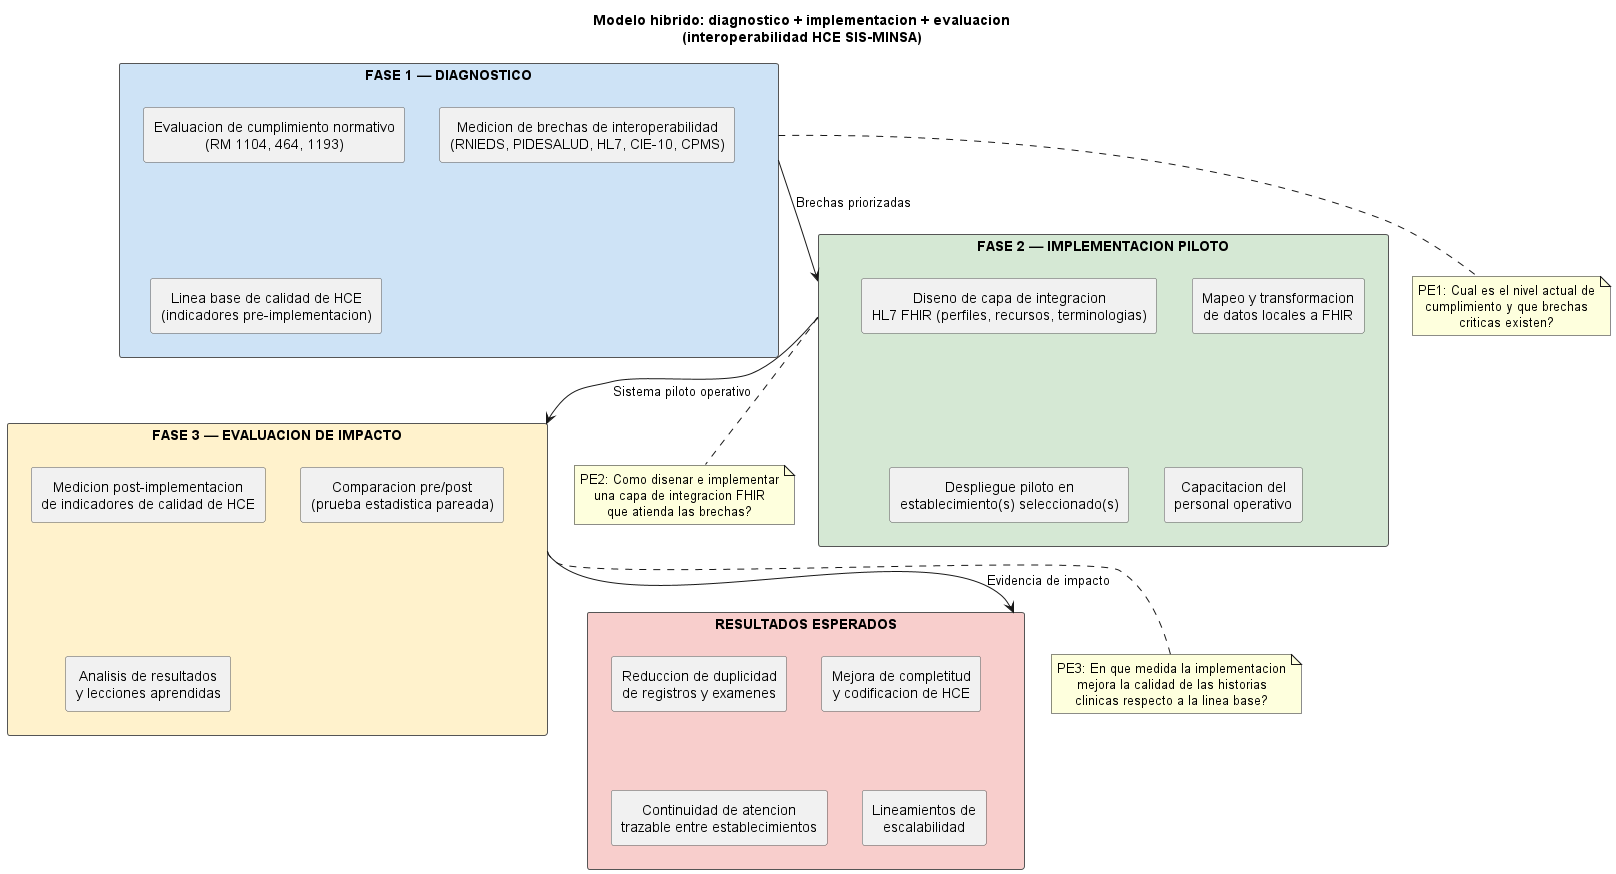 Modelo hibrido: diagnostico + implementacion + evaluacion
(interoperabilidad HCE SIS-MINSA)
FASE 1 — DIAGNOSTICO
Evaluacion de cumplimiento normativo
(RM 1104, 464, 1193)
Medicion de brechas de interoperabilidad
(RNIEDS, PIDESALUD, HL7, CIE-10, CPMS)
Linea base de calidad de HCE
(indicadores pre-implementacion)
Brechas priorizadas
FASE 2 — IMPLEMENTACION PILOTO
Diseno de capa de integracion
HL7 FHIR (perfiles, recursos, terminologias)
Mapeo y transformacion
de datos locales a FHIR
Despliegue piloto en
establecimiento(s) seleccionado(s)
Capacitacion del
personal operativo
PE1: Cual es el nivel actual de
cumplimiento y que brechas
criticas existen?
Sistema piloto operativo
FASE 3 — EVALUACION DE IMPACTO
Medicion post-implementacion
de indicadores de calidad de HCE
Comparacion pre/post
(prueba estadistica pareada)
Analisis de resultados
y lecciones aprendidas
PE2: Como disenar e implementar
una capa de integracion FHIR
que atienda las brechas?
Evidencia de impacto
RESULTADOS ESPERADOS
Reduccion de duplicidad
de registros y examenes
Mejora de completitud
y codificacion de HCE
Continuidad de atencion
trazable entre establecimientos
Lineamientos de
escalabilidad
PE3: En que medida la implementacion
mejora la calidad de las historias
clinicas respecto a la linea base?